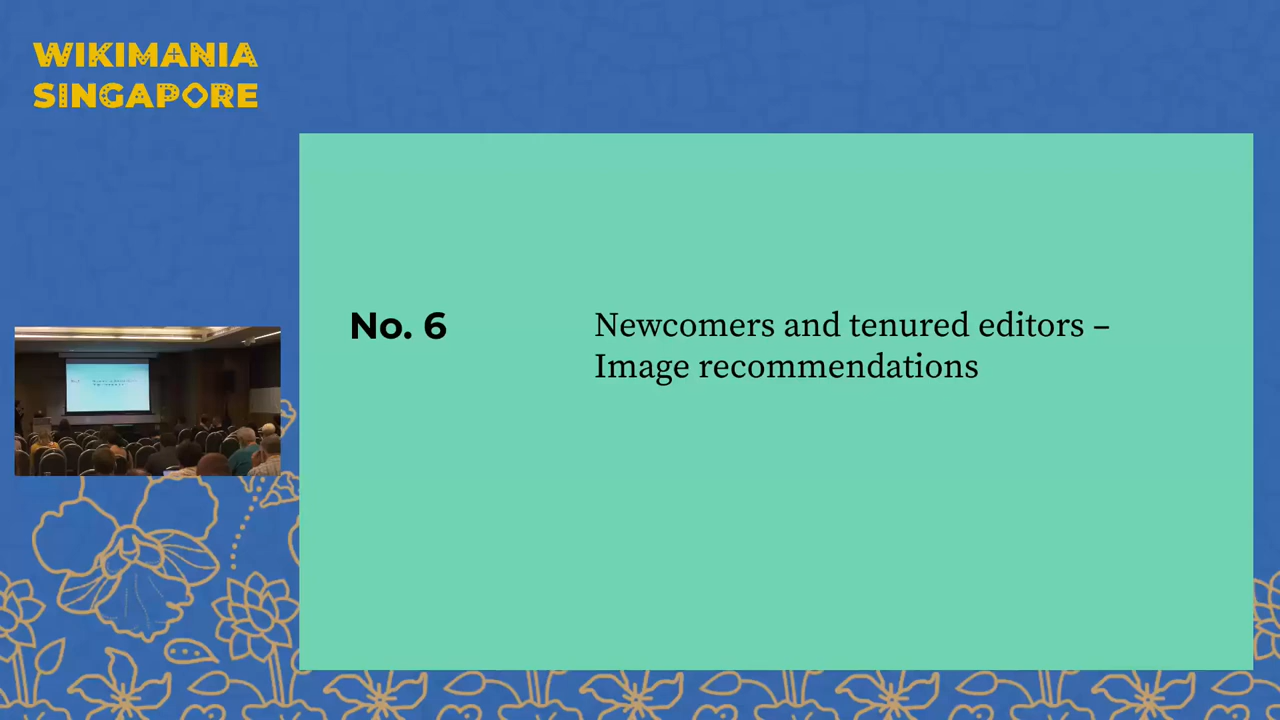 WIKIMANIA
SINGAPORE
No. 6
Newcomers and tenured editors –
Image recommendations